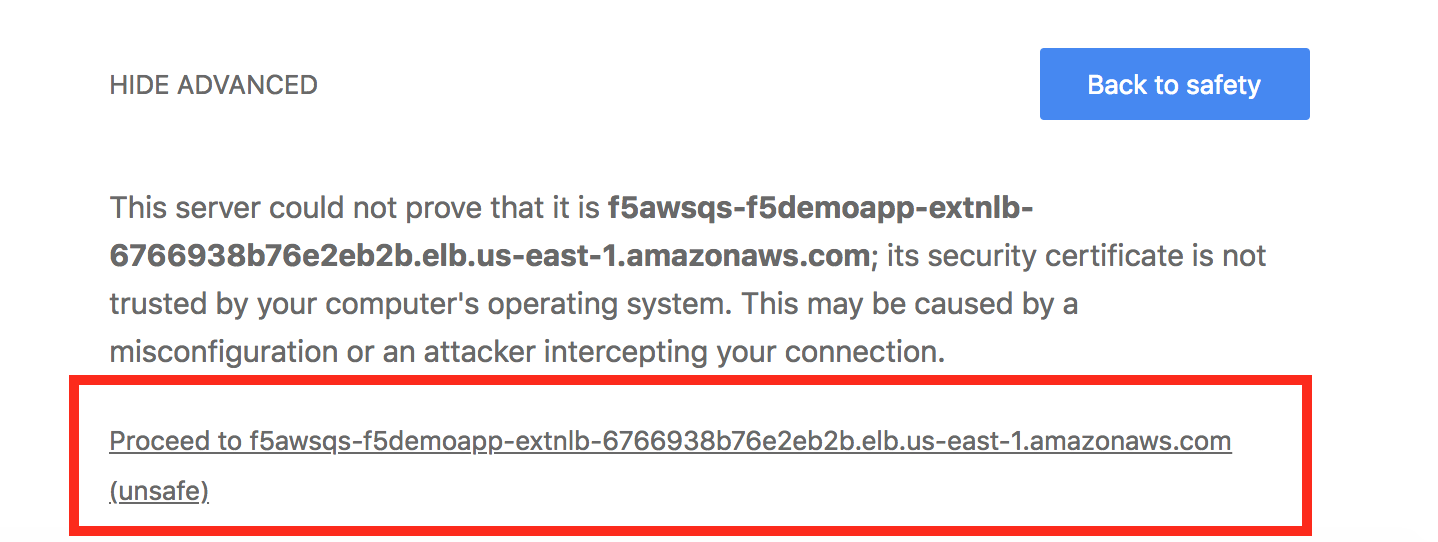 HIDE ADVANCED
Back to safety
This server could not prove that it is f5awsqs-f5demoapp-extnlb-
6766938b76e2eb2b.elb.us-east-1.amazonaws.com; its security certificate is not
trusted by your computer's operating system. This may be caused by a
misconfiguration or an attacker intercepting your connection.
Proceed to f5awsqs-f5demoapp-extnlb-6766938b76e2eb2b.elb.us-east-1.amazonaws.com
(unsafe)